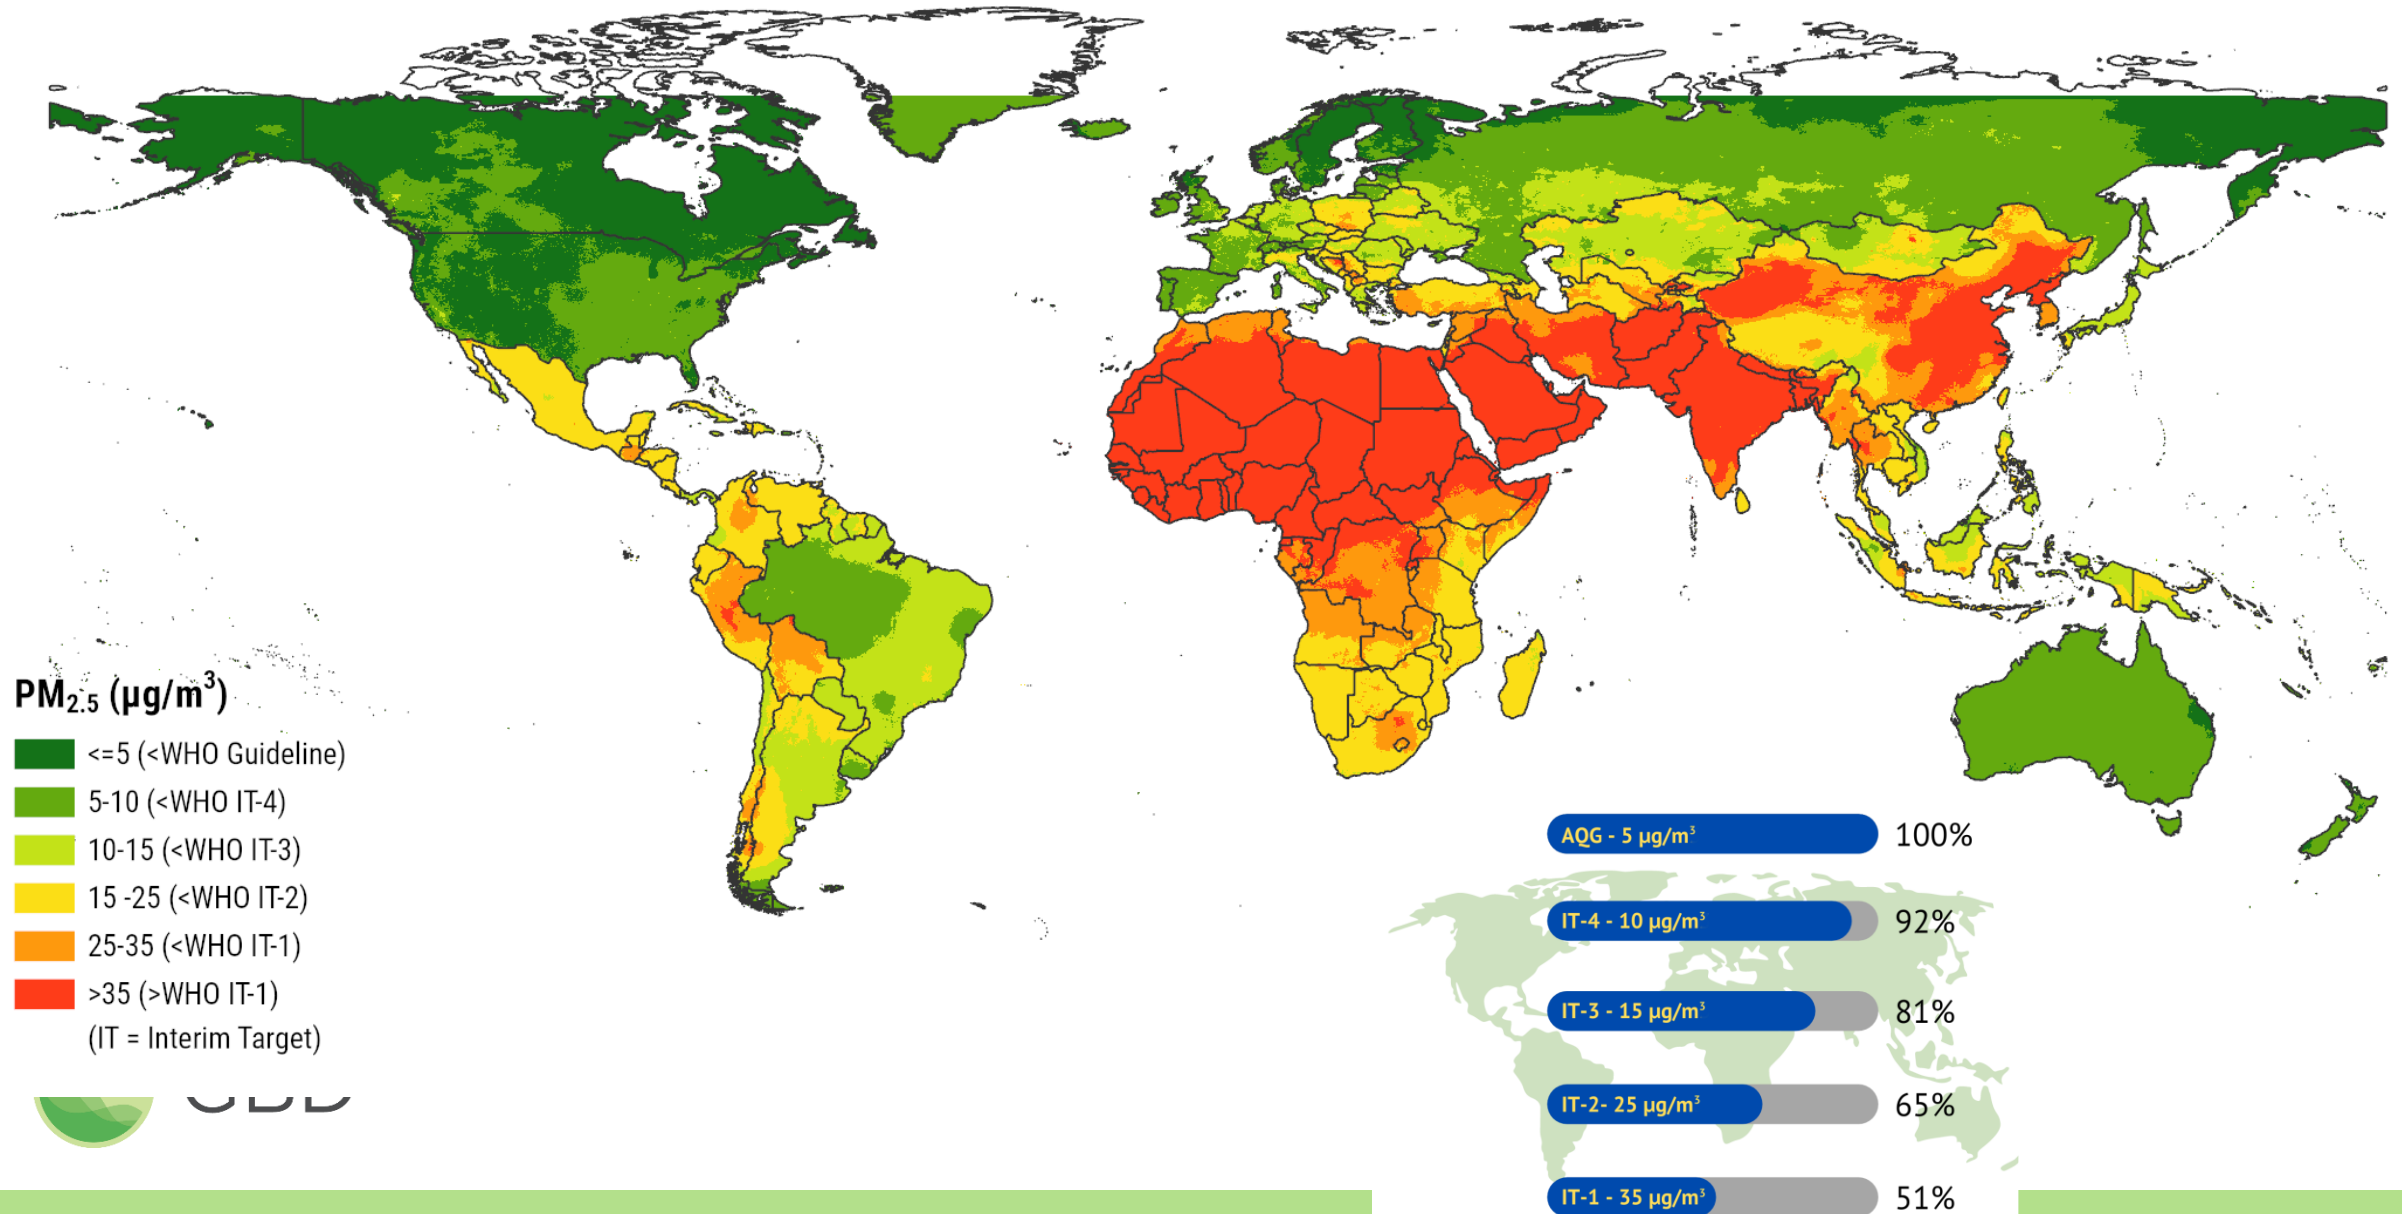 PM2.5 (µg/m³)
<=5 (<WHO Guideline)
5-10 (<WHO IT-4)
10-15 (<WHO IT-3)
15 -25 (<WHO IT-2)
25-35 (<WHO IT-1)
>35 (>WHO IT-1)
(IT = Interim Target)
AQG - 5 µg/m³ 100%
IT-4 - 10 µg/m³ 92%
IT-3 - 15 µg/m³ 81%
IT-2- 25 µg/m³ 65%
IT-1 - 35 µg/m³ 51%